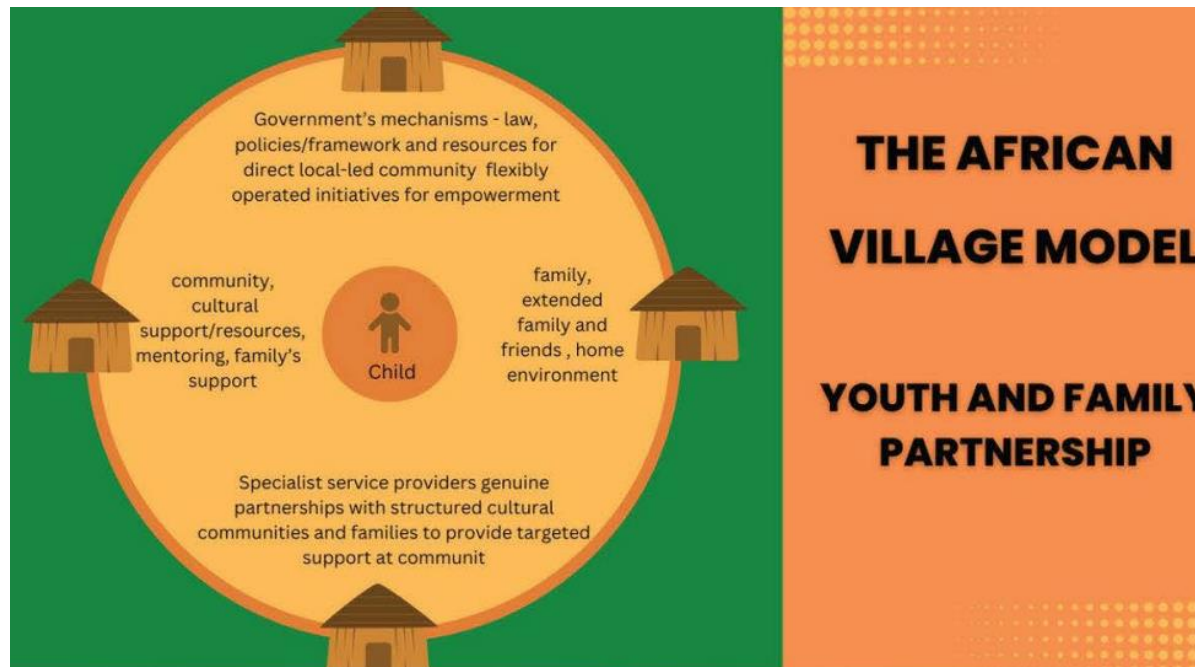 Government's mechanisms - law,
policies/framework and resources for
direct local-led community flexibly
operated initiatives for empowerment
community,
cultural
support/resources,
mentoring, family's
support
Child
family,
extended
family and
friends , home
environment
Specialist service providers genuine
partnerships with structured cultural
communities and families to provide targeted
support at communit
THE AFRICAN
VILLAGE MODEL
YOUTH AND FAMILY
PARTNERSHIP